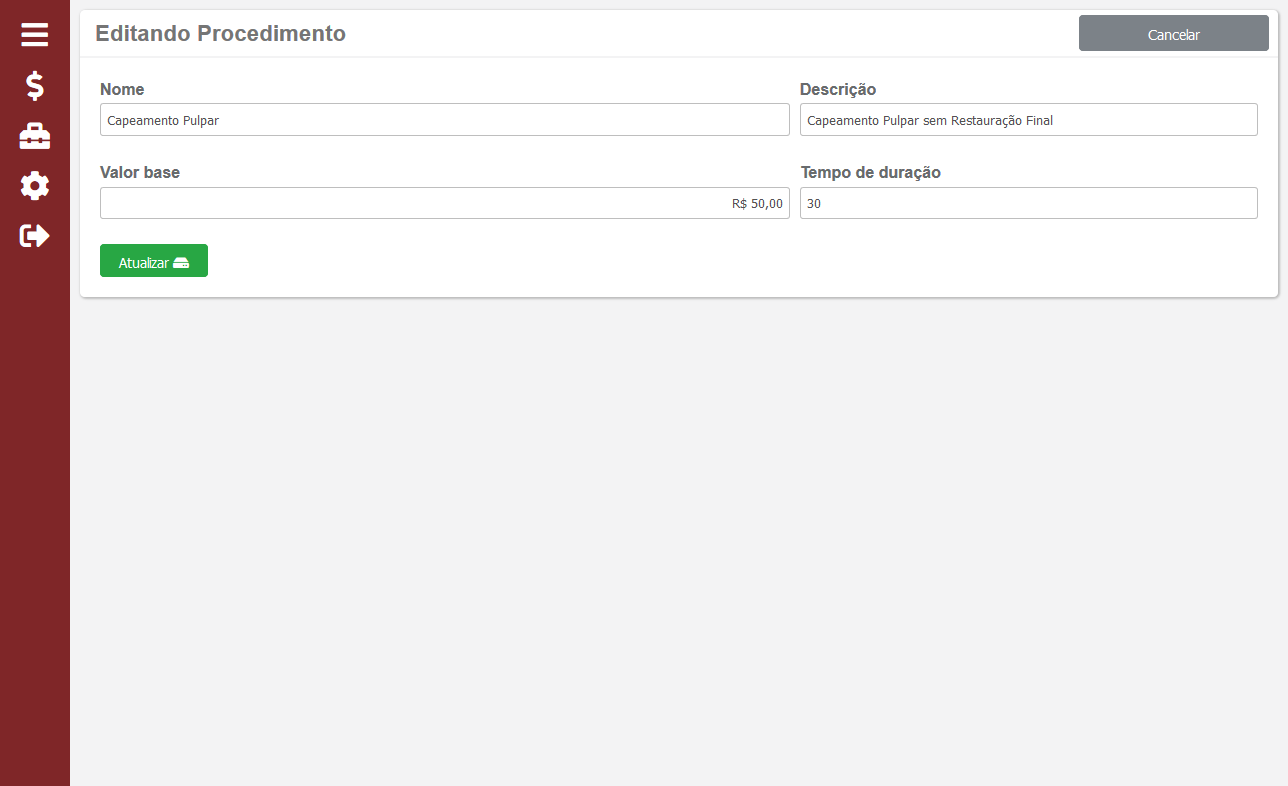 Editando Procedimento
Cancelar
Nome
Descrição
Capeamento Pulpar
Capeamento Pulpar sem Restauração Final
Valor base
Tempo de duração
R$ 50,00
30
Atualizar